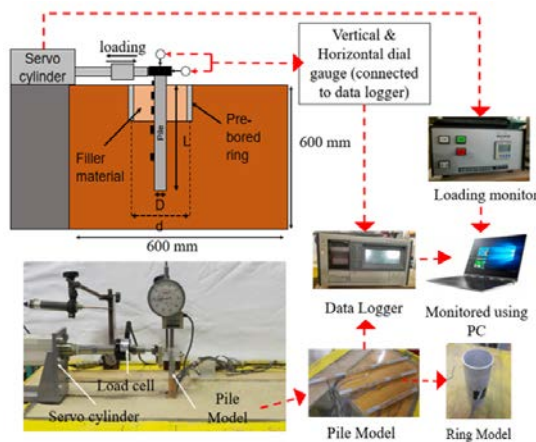 Servo
cylinder
loading
Vertical &
Horizontal dial
gauge (connected
to data logger)
Pile
L
Filler
material
Pre-
bored
ring
600 mm
D
d
600 mm
Loading monitor
Data Logger
Monitored using
PC
Load cell
Servo cylinder
Pile
Model
Pile Model
Ring Model